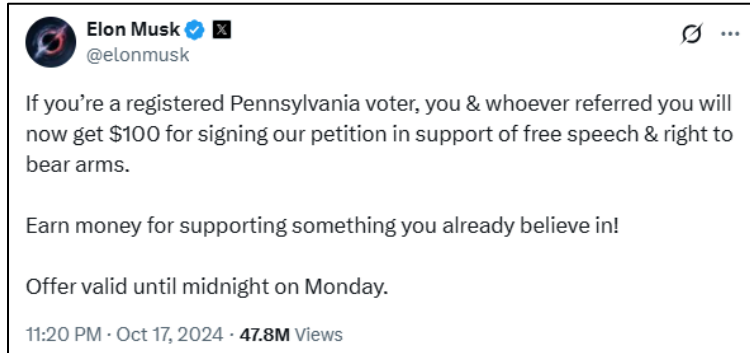 Elon Musk X
@elonmusk
If you’re a registered Pennsylvania voter, you & whoever referred you will
now get $100 for signing our petition in support of free speech & right to
bear arms.
Earn money for supporting something you already believe in!
Offer valid until midnight on Monday.
11:20 PM · Oct 17, 2024 · 47.8M Views